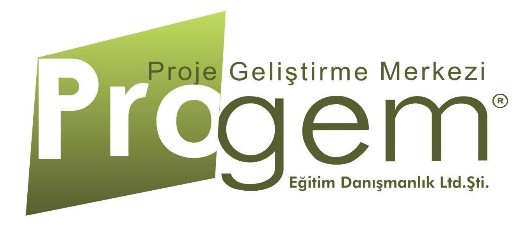 Proje Geliştirme Merkezi
Progem®
Eğitim Danışmanlık Ltd.Şti.